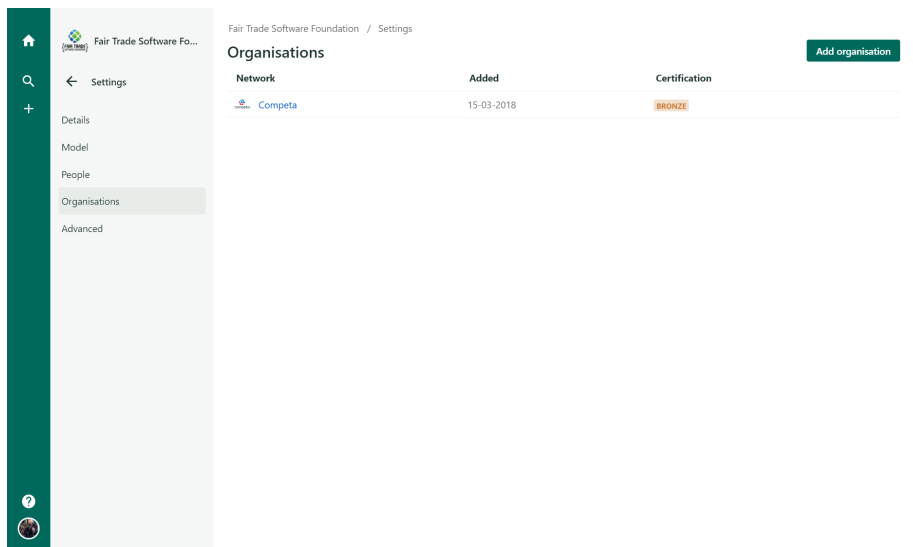 Fair Trade Software Foundation / Settings
Fair Trade Software Fo...
Organisations
Add organisation
Settings
Network Added Certification
Competa 15-03-2018 BRONZE
Details
Model
People
Organisations
Advanced
?